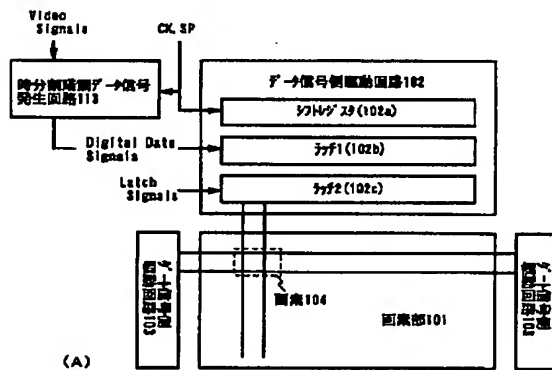 Video
Signals
CK, SP
時分割階調データ信号
発生回路113
データ信号側駆動回路102
シフトレジスタ(102a)
Digital Data
Signals
ラッチ1(102b)
Latch
Signals
ラッチ2(102c)
ゲート信号側
駆動回路103
画素104
画素部101
ゲート信号側
駆動回路103
(A)